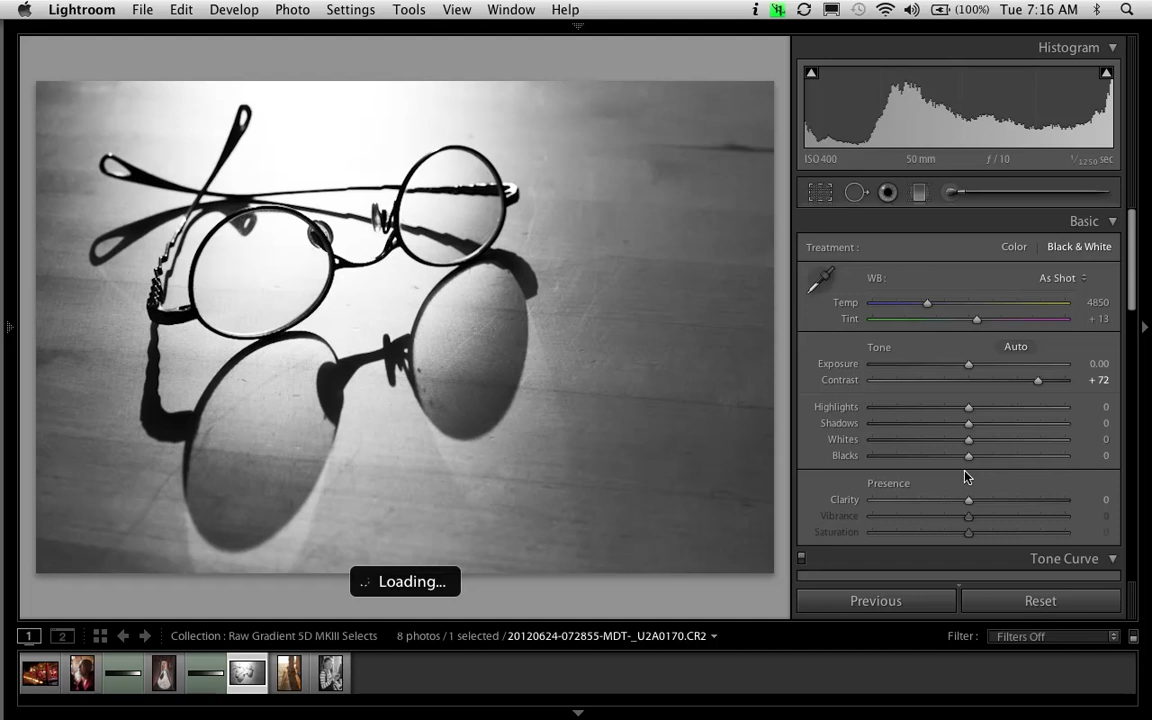 Lightroom File Edit Develop Photo Settings Tools View Window Help (100%) Tue 7:16 AM
Histogram
ISO 400 50 mm ƒ / 10 1/1250 sec
Basic
Treatment : Color Black & White
WB : As Shot
Temp 4850
Tint + 13
Tone Auto
Exposure 0.00
Contrast + 72
Highlights 0
Shadows 0
Whites 0
Blacks 0
Presence
Clarity 0
Vibrance 0
Saturation 0
Tone Curve
Loading...
Previous Reset
1 2 Collection : Raw Gradient 5D MKIII Selects 8 photos / 1 selected / 20120624-072855-MDT-_U2A0170.CR2 Filter : Filters Off